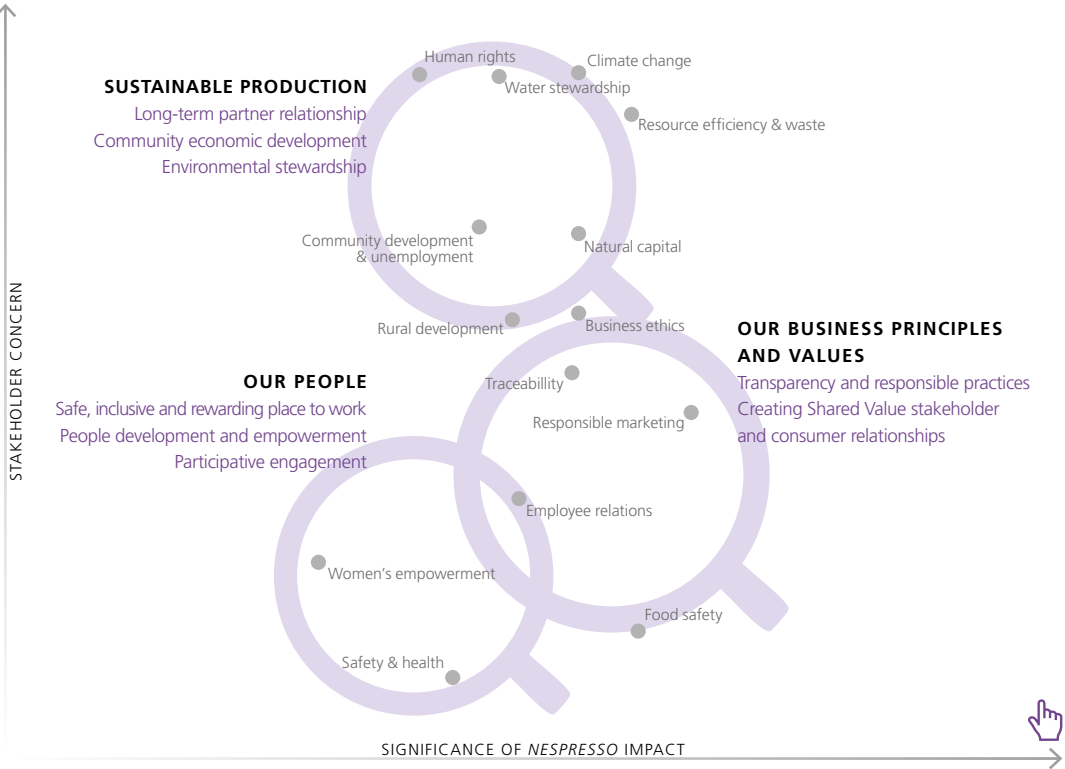 Human rights
Climate change
Water stewardship
Resource efficiency & waste
SUSTAINABLE PRODUCTION
Long-term partner relationship
Community economic development
Environmental stewardship
Community development
& unemployment
Natural capital
Rural development
Business ethics
OUR BUSINESS PRINCIPLES
AND VALUES
Transparency and responsible practices
Creating Shared Value stakeholder
and consumer relationships
Traceabillity
Responsible marketing
OUR PEOPLE
Safe, inclusive and rewarding place to work
People development and empowerment
Participative engagement
Employee relations
Women’s empowerment
Food safety
Safety & health
STAKEHOLDER CONCERN
SIGNIFICANCE OF NESPRESSO IMPACT